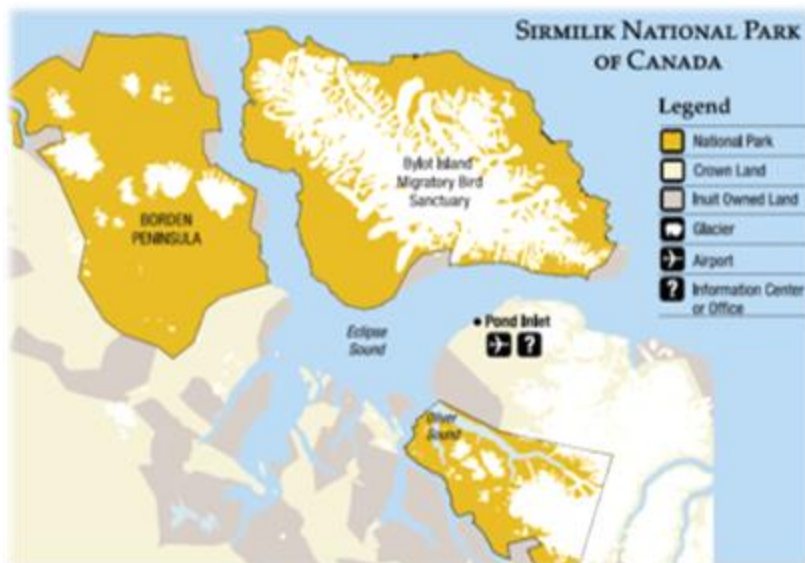 SIRMILIK NATIONAL PARK
OF CANADA
Legend
National Park
Crown Land
Inuit Owned Land
Glacier
Airport
?
Information Center
or Office
Bylot Island
Migratory Bird
Sanctuary
BORDEN
PENINSULA
Eclipse
Sound
Pond Inlet
?
Oliver
Sound